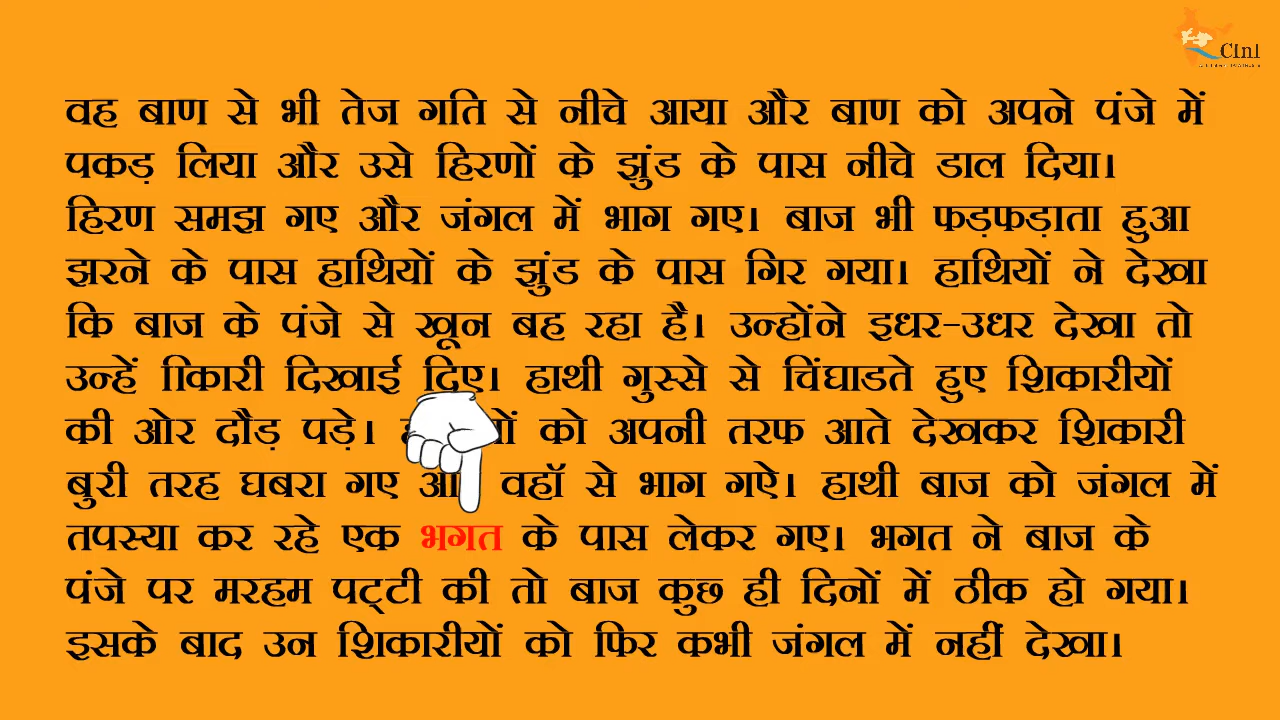 CInI
वह बाण से भी तेज गति से नीचे आया और बाण को अपने पंजे में
पकड़ लिया और उसे हिरणों के झुंड के पास नीचे डाल दिया।
हिरण समझ गए और जंगल में भाग गए। बाज भी फड़फड़ाता हुआ
झरने के पास हाथियों के झुंड के पास गिर गया। हाथियों ने देखा
कि बाज के पंजे से खून बह रहा है। उन्होंने इधर-उधर देखा तो
उन्हें ाकिारी दिखाई दिए। हाथी गुस्से से चिंघाडते हुए शिकारीयों
की ओर दौड़ पड़े। को अपनी तरफ आते देखकर शिकारी
बुरी तरह घबरा गए वहॉ से भाग गऐ। हाथी बाज को जंगल में
तपस्या कर रहे एक भगत के पास लेकर गए। भगत ने बाज के
पंजे पर मरहम पट्टी की तो बाज कुछ ही दिनों में ठीक हो गया।
इसके बाद उन शिकारीयों को फिर कभी जंगल में नहीं देखा।